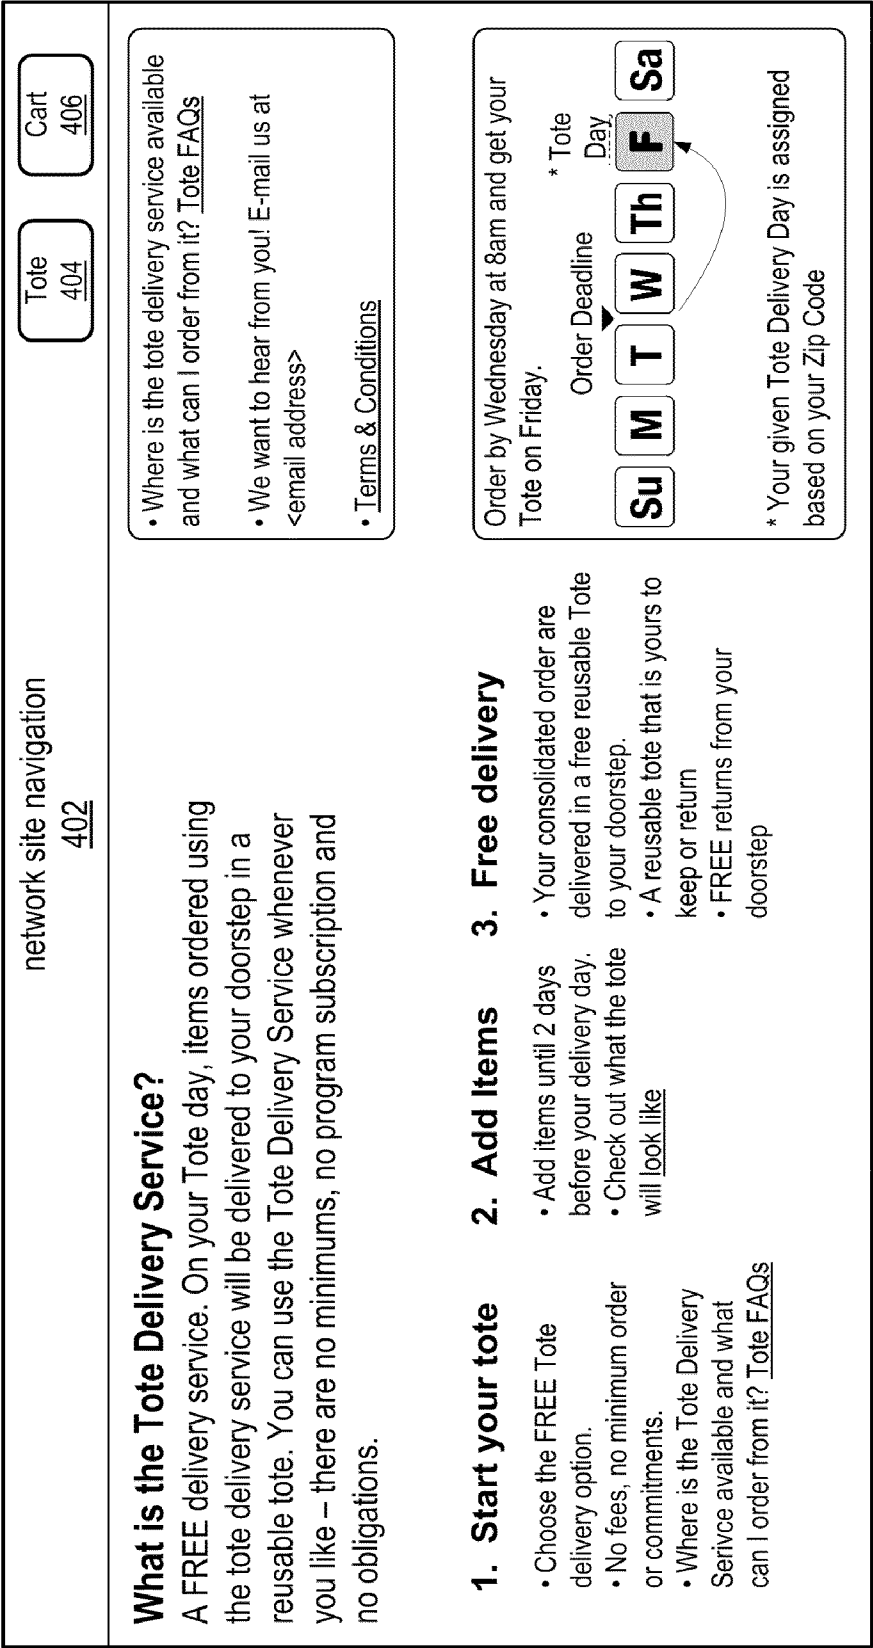 network site navigation
402
Tote
404
Cart
406
What is the Tote Delivery Service?
A FREE delivery service. On your Tote day, items ordered using
the tote delivery service will be delivered to your doorstep in a
reusable tote. You can use the Tote Delivery Service whenever
you like – there are no minimums, no program subscription and
no obligations.
• Where is the tote delivery service available
and what can I order from it? Tote FAQs
• We want to hear from you! E-mail us at
<email address>
• Terms & Conditions
1. Start your tote
• Choose the FREE Tote
delivery option.
• No fees, no minimum order
or commitments.
• Where is the Tote Delivery
Serivce available and what
can I order from it? Tote FAQs
2. Add Items
• Add items until 2 days
before your delivery day.
• Check out what the tote
will look like
3. Free delivery
• Your consolidated order are
delivered in a free reusable Tote
to your doorstep.
• A reusable tote that is yours to
keep or return
• FREE returns from your
doorstep
Order by Wednesday at 8am and get your
Tote on Friday.
Order Deadline
* Tote
Day
Su M T W Th F Sa
* Your given Tote Delivery Day is assigned
based on your Zip Code